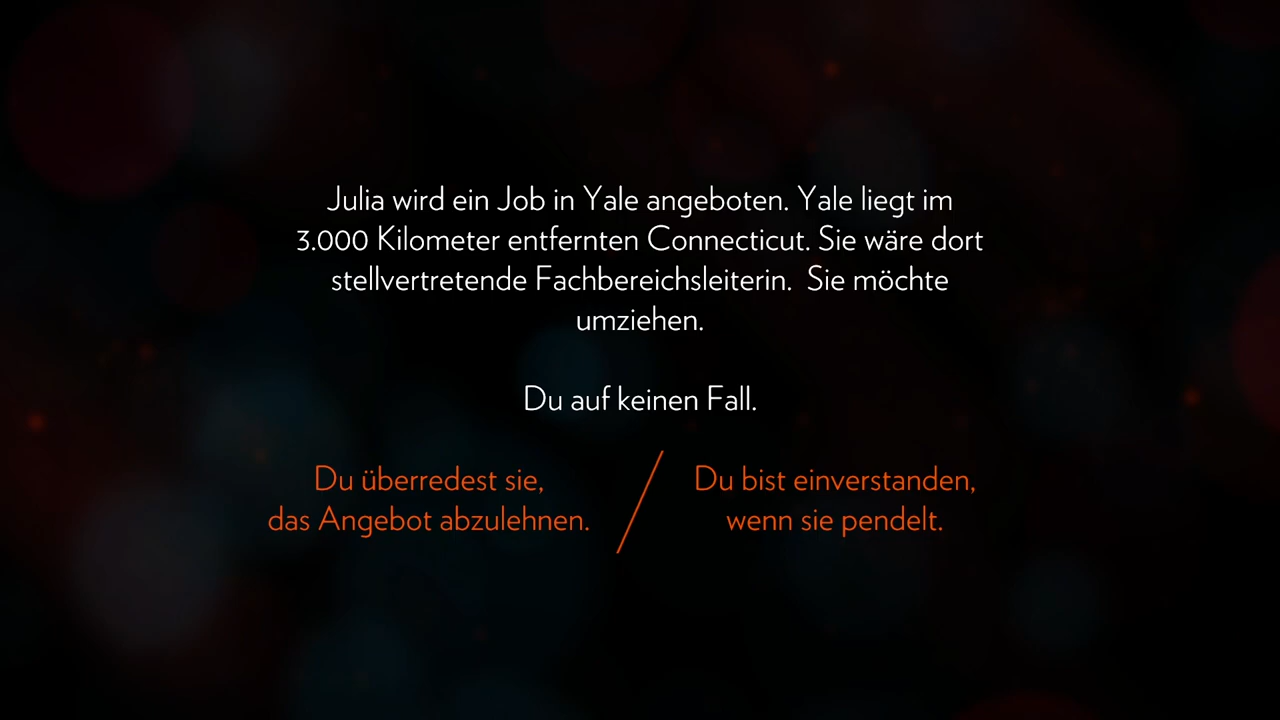 Julia wird ein Job in Yale angeboten. Yale liegt im
3.000 Kilometer entfernten Connecticut. Sie wäre dort
stellvertretende Fachbereichsleiterin.  Sie möchte
umziehen.
Du auf keinen Fall.
Du überredest sie,
das Angebot abzulehnen.
Du bist einverstanden,
wenn sie pendelt.